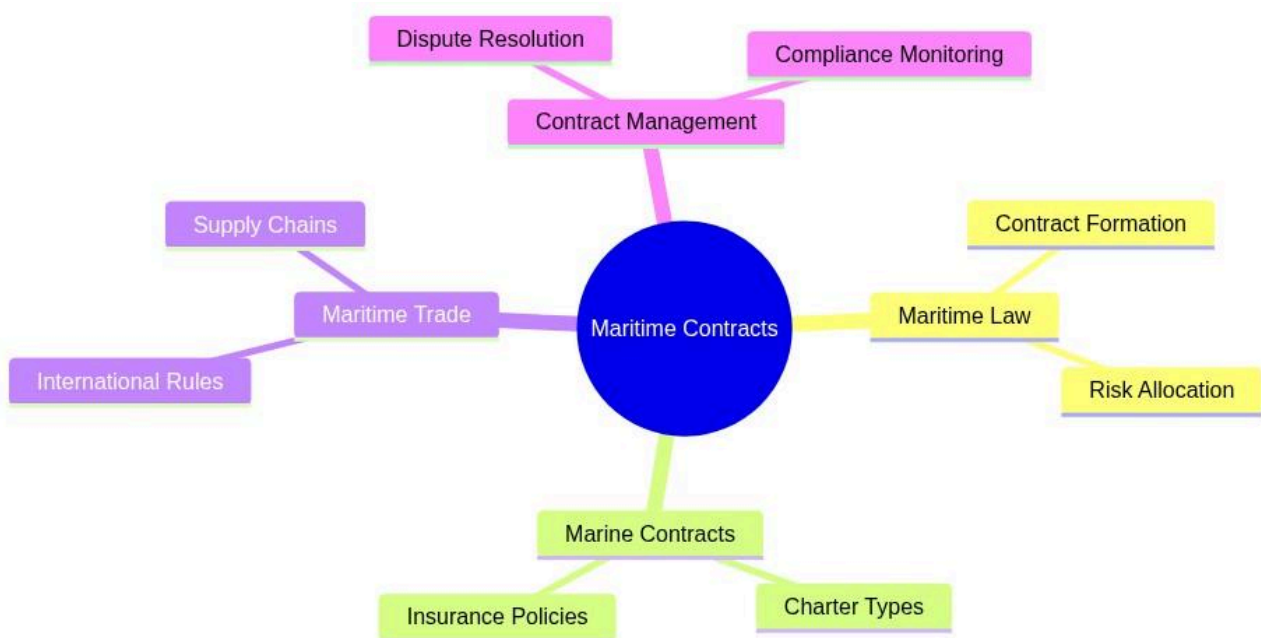 Dispute Resolution
Compliance Monitoring
Contract Management
Supply Chains
Contract Formation
Maritime Trade
Maritime Contracts
Maritime Law
International Rules
Risk Allocation
Marine Contracts
Insurance Policies
Charter Types